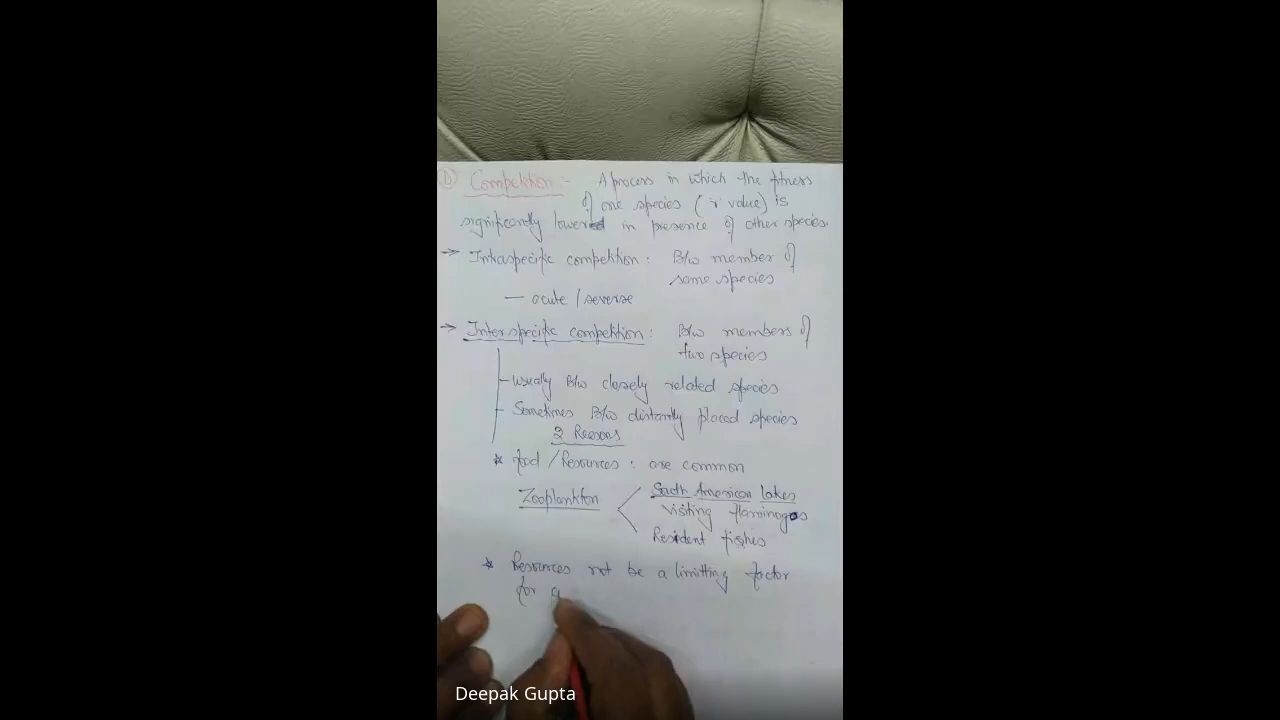 ① Competition:- A process in which the fitness
of one species ('r' value) is
significantly lowered in presence of other species.
→ Intraspecific competition: B/w member of
same species
— acute / severse
→ Interspecific competition: B/w members of
two species
- usually B/w closely related species
- Sometimes B/w distantly placed species
2 Reasons
* food / Resources : are common
Zooplankton < South American lakes
visiting flamingos
Resident fishes
* Resources not be a limitting factor
for
Deepak Gupta